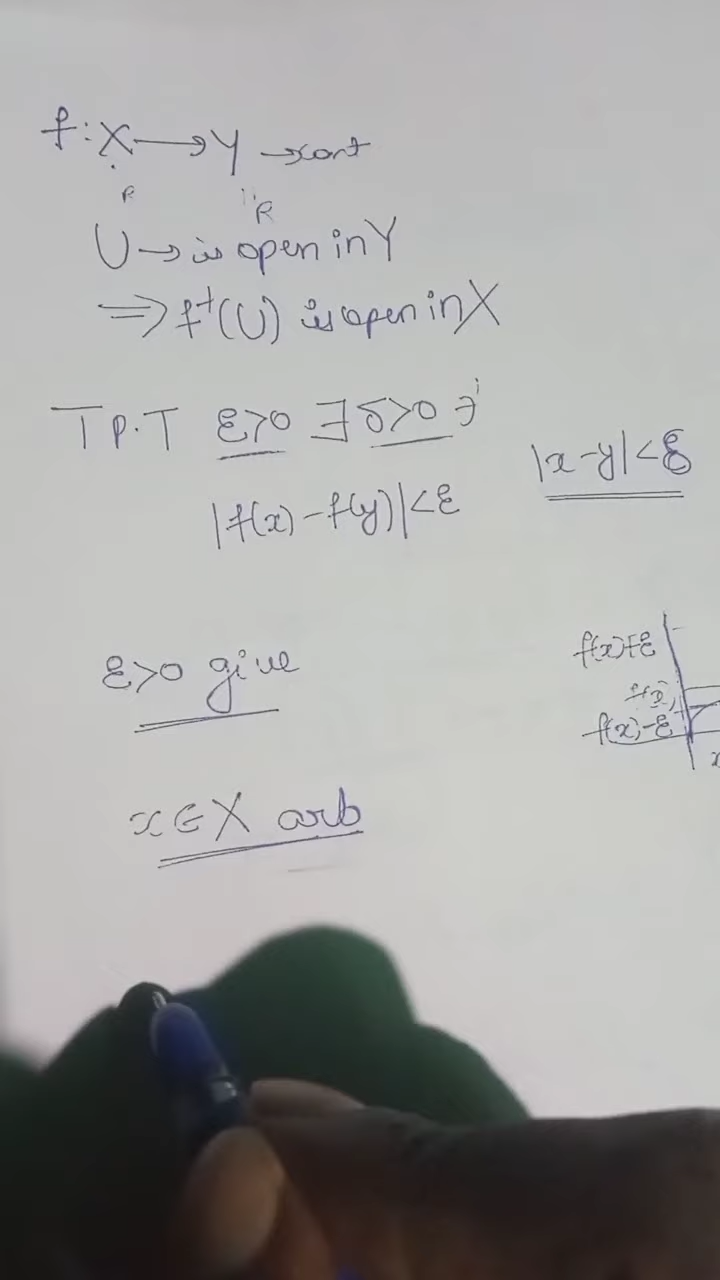 f: X → Y → cont
R
R
U → is open in Y
⇒ f⁻¹(U) is open in X
T P.T ε>0 ∃ δ>0 ∋
|x-y|<ε
|f(x) - f(y)|<ε
f(x)+ε
ε>0 give
f(x)
f(x)-ε
x
x∈X arb